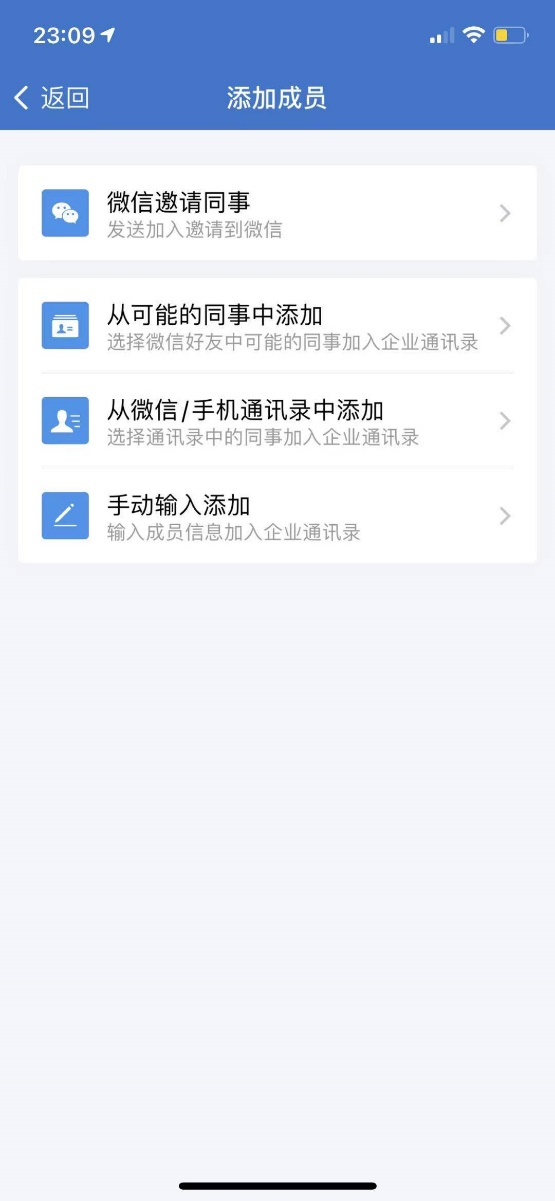 23:09
返回
添加成员
微信邀请同事
发送加入邀请到微信
从可能的同事中添加
选择微信好友中可能的同事加入企业通讯录
从微信/手机通讯录中添加
选择通讯录中的同事加入企业通讯录
手动输入添加
输入成员信息加入企业通讯录